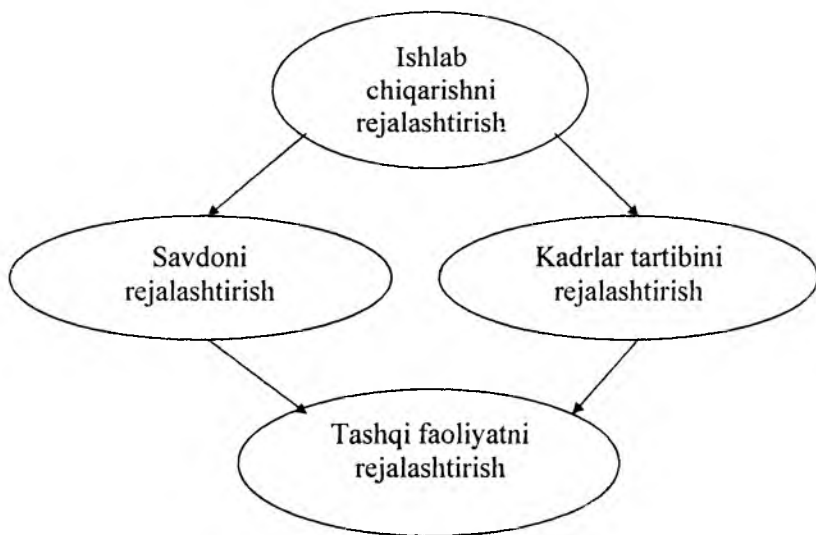 Ishlab
chiqarishni
rejalashtirish
Savdoni
rejalashtirish
Kadrlar tartibini
rejalashtirish
Tashqi faoliyatni
rejalashtirish